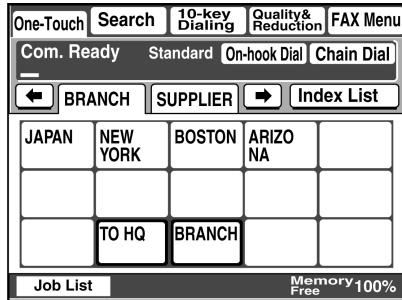 One-Touch Search 10-key Dialing Quality& Reduction FAX Menu
Com. Ready Standard On-hook Dial Chain Dial
BRANCH SUPPLIER Index List
JAPAN NEW YORK BOSTON ARIZO NA
TO HQ BRANCH
Job List Memory Free 100%